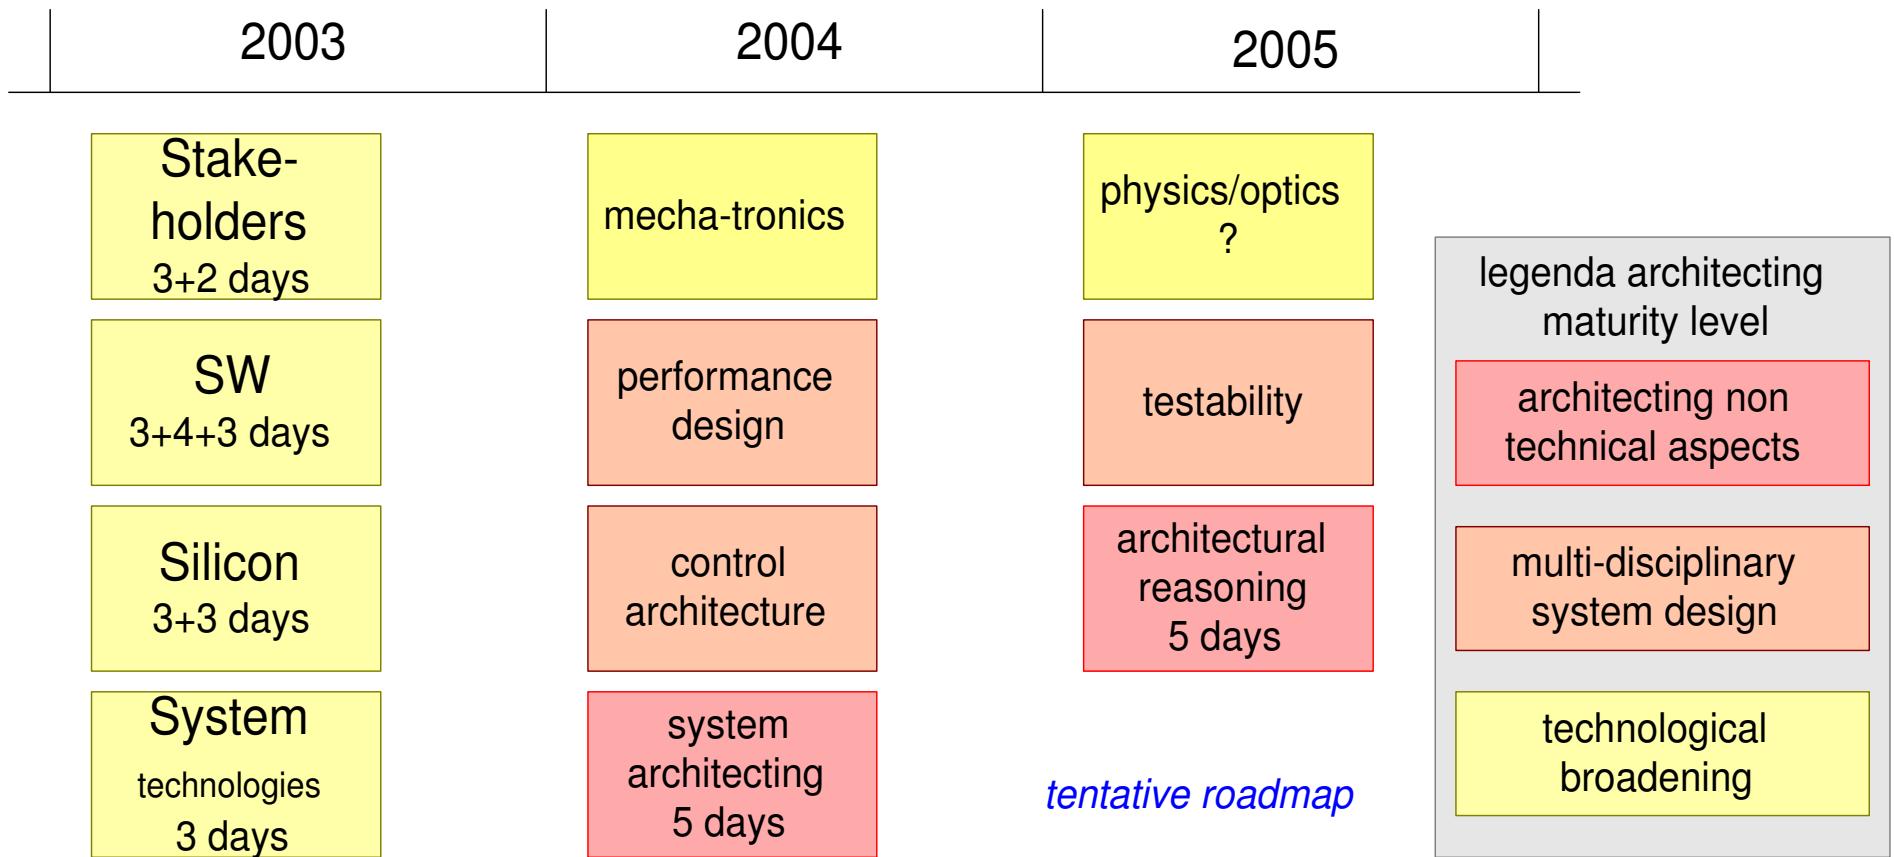 2003
2004
2005
Stake-
holders
3+2 days
SW
3+4+3 days
Silicon
3+3 days
System
technologies
3 days
mecha-tronics
performance
design
control
architecture
system
architecting
5 days
physics/optics
?
testability
architectural
reasoning
5 days
tentative roadmap
legenda architecting
maturity level
architecting non
technical aspects
multi-disciplinary
system design
technological
broadening